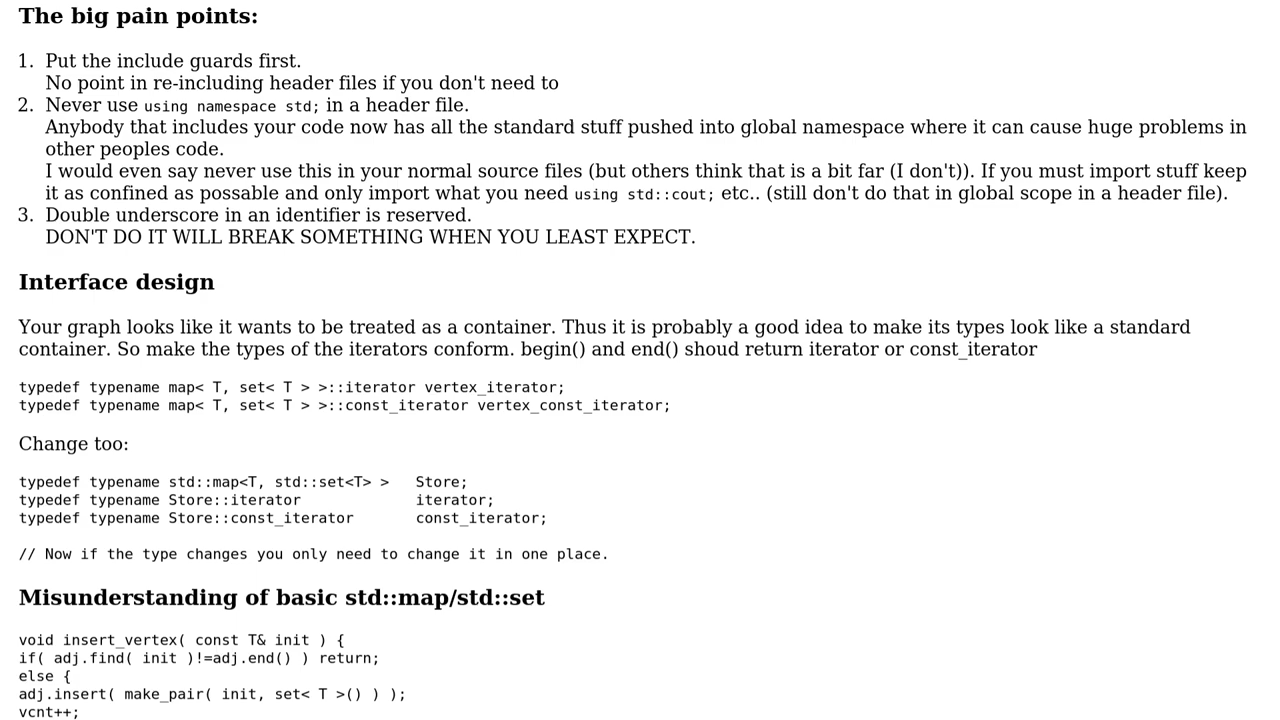 The big pain points:
1. Put the include guards first.
No point in re-including header files if you don't need to
2. Never use using namespace std; in a header file.
Anybody that includes your code now has all the standard stuff pushed into global namespace where it can cause huge problems in
other peoples code.
I would even say never use this in your normal source files (but others think that is a bit far (I don't)). If you must import stuff keep
it as confined as possable and only import what you need using std::cout; etc.. (still don't do that in global scope in a header file).
3. Double underscore in an identifier is reserved.
DON'T DO IT WILL BREAK SOMETHING WHEN YOU LEAST EXPECT.
Interface design
Your graph looks like it wants to be treated as a container. Thus it is probably a good idea to make its types look like a standard
container. So make the types of the iterators conform. begin() and end() shoud return iterator or const_iterator
typedef typename map< T, set< T > >::iterator vertex_iterator;
typedef typename map< T, set< T > >::const_iterator vertex_const_iterator;
Change too:
typedef typename std::map<T, std::set<T> >   Store;
typedef typename Store::iterator             iterator;
typedef typename Store::const_iterator       const_iterator;
// Now if the type changes you only need to change it in one place.
Misunderstanding of basic std::map/std::set
void insert_vertex( const T& init ) {
if( adj.find( init )!=adj.end() ) return;
else {
adj.insert( make_pair( init, set< T >() ) );
vcnt++;